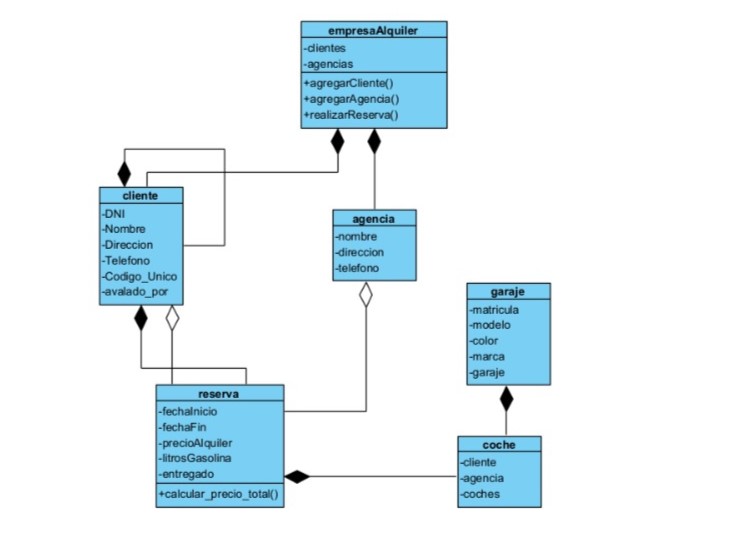 empresaAlquiler
-clientes
-agencias
+agregarCliente()
+agregarAgencia()
+realizarReserva()
cliente
-DNI
-Nombre
-Direccion
-Telefono
-Codigo_Unico
-avalado_por
agencia
-nombre
-direccion
-telefono
garaje
-matricula
-modelo
-color
-marca
-garaje
reserva
-fechaInicio
-fechaFin
-precioAlquiler
-litrosGasolina
-entregado
+calcular_precio_total()
coche
-cliente
-agencia
-coches